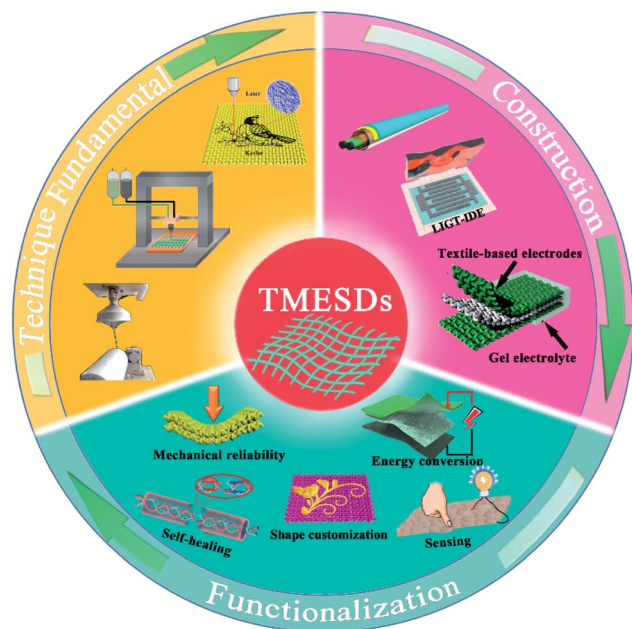 Technique Fundamental
Construction
Laser
Kevlar
LIGT-IDE
Textile-based electrodes
Gel electrolyte
TMESDs
Mechanical reliability
Energy conversion
Self-healing
Shape customization
Sensing
Functionalization